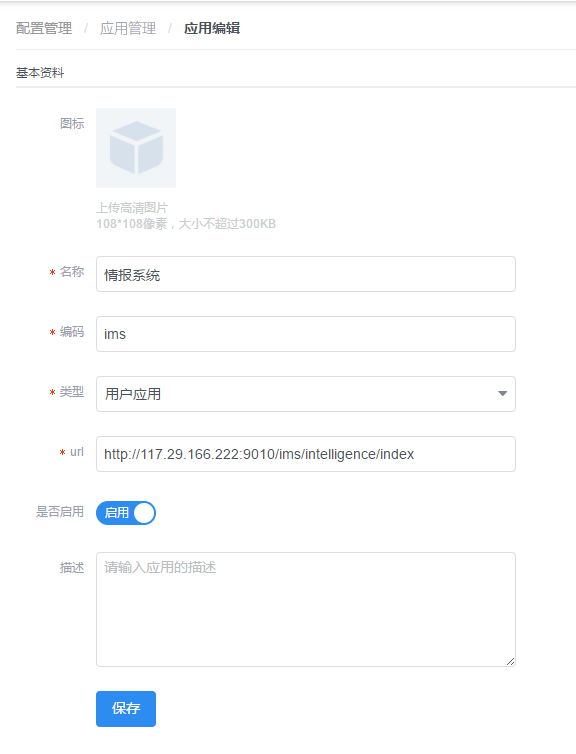 配置管理 / 应用管理 / 应用编辑
基本资料
图标
上传高清图片
108*108像素，大小不超过300KB
* 名称 情报系统
* 编码 ims
* 类型 用户应用
* url http://117.29.166.222:9010/ims/intelligence/index
是否启用 启用
描述 请输入应用的描述
保存